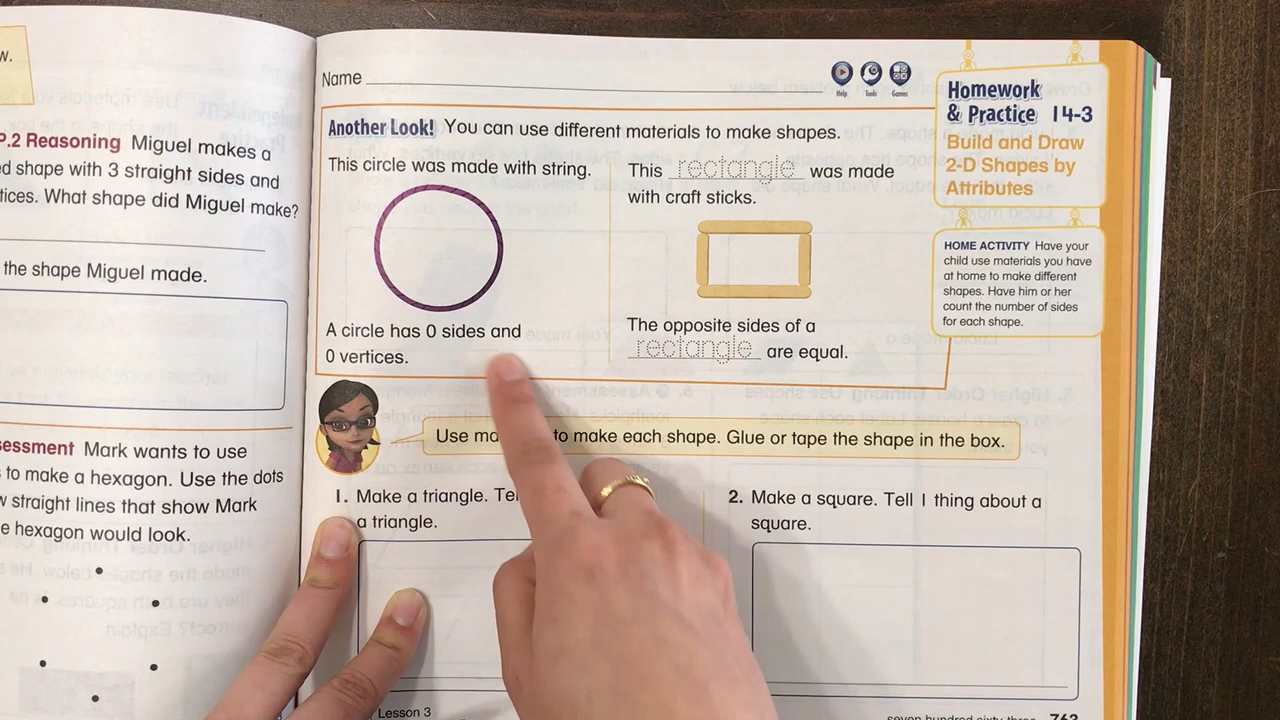 w.
P.2 Reasoning Miguel makes a
ed shape with 3 straight sides and
tices. What shape did Miguel make?
the shape Miguel made.
sessment Mark wants to use
to make a hexagon. Use the dots
w straight lines that show Mark
e hexagon would look.
Name
Help Tools Games
Another Look! You can use different materials to make shapes.
This circle was made with string.
A circle has 0 sides and
0 vertices.
This rectangle was made
with craft sticks.
The opposite sides of a
rectangle are equal.
Homework
& Practice 14-3
Build and Draw
2-D Shapes by
Attributes
HOME ACTIVITY Have your
child use materials you have
at home to make different
shapes. Have him or her
count the number of sides
for each shape.
Use ma to make each shape. Glue or tape the shape in the box.
1. Make a triangle. Te
a triangle.
2. Make a square. Tell 1 thing about a
square.
Lesson 3
seven hundred sixty-three 763